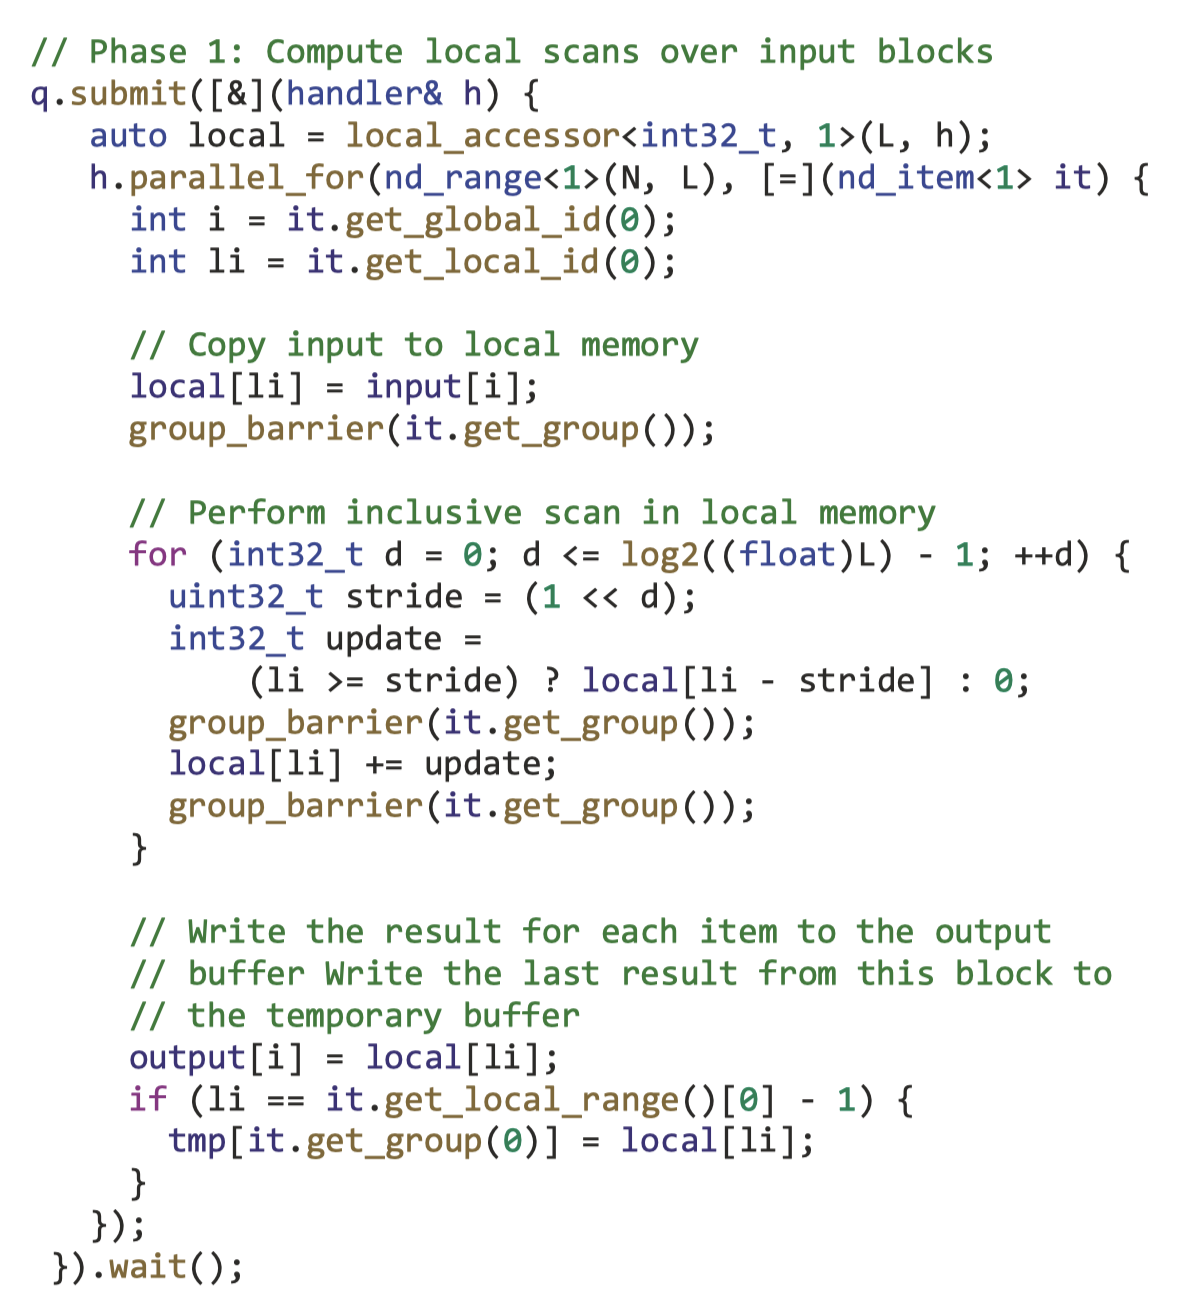 // Phase 1: Compute local scans over input blocks
q.submit([&](handler& h) {
   auto local = local_accessor<int32_t, 1>(L, h);
   h.parallel_for(nd_range<1>(N, L), [=](nd_item<1> it) {
     int i = it.get_global_id(0);
     int li = it.get_local_id(0);

     // Copy input to local memory
     local[li] = input[i];
     group_barrier(it.get_group());

     // Perform inclusive scan in local memory
     for (int32_t d = 0; d <= log2((float)L) - 1; ++d) {
       uint32_t stride = (1 << d);
       int32_t update =
           (li >= stride) ? local[li - stride] : 0;
       group_barrier(it.get_group());
       local[li] += update;
       group_barrier(it.get_group());
     }

     // Write the result for each item to the output
     // buffer Write the last result from this block to
     // the temporary buffer
     output[i] = local[li];
     if (li == it.get_local_range()[0] - 1) {
       tmp[it.get_group(0)] = local[li];
     }
   });
 }).wait();